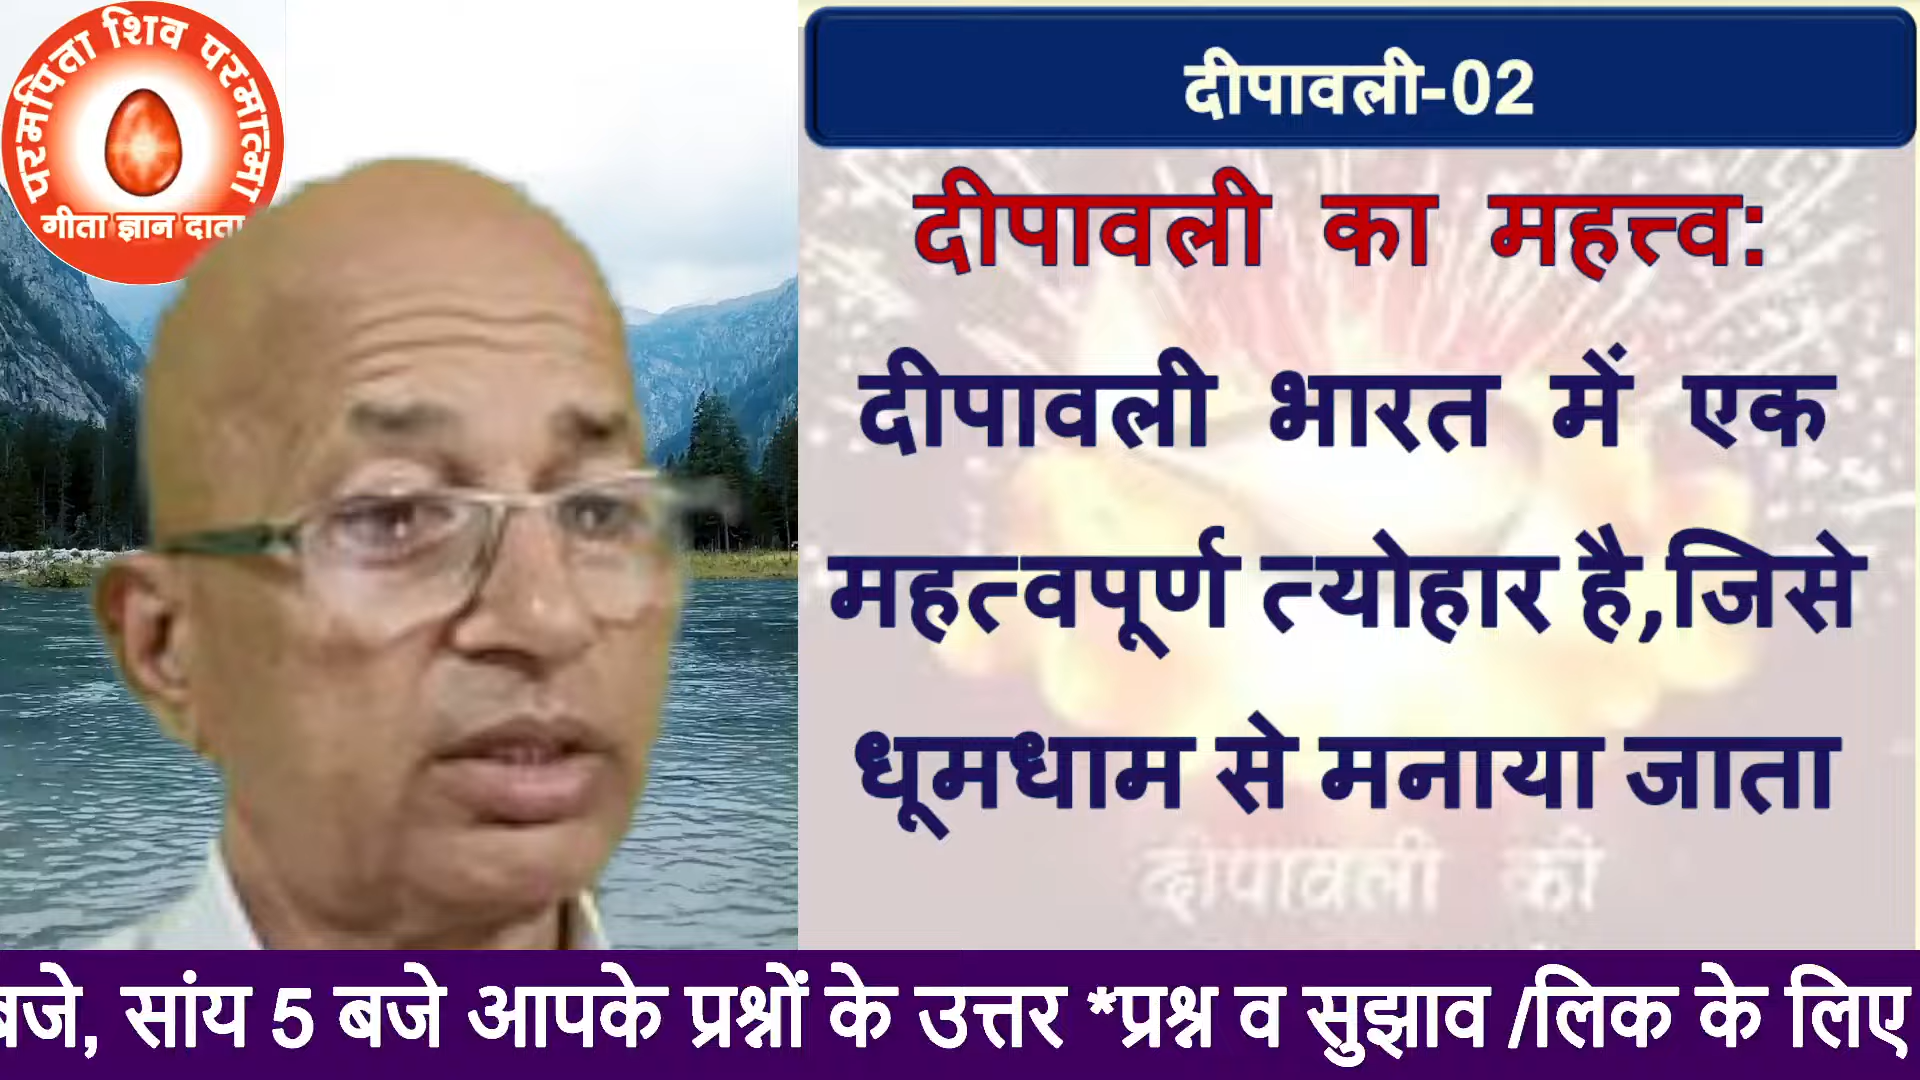 परमपिता शिव परमात्मा
गीता ज्ञान दाता
दीपावली-02
दीपावली का महत्त्व:
दीपावली भारत में एक
महत्वपूर्ण त्योहार है,जिसे
धूमधाम से मनाया जाता
दीपावली की
बजे, सांय 5 बजे आपके प्रश्नों के उत्तर *प्रश्न व सुझाव /लिक के लिए